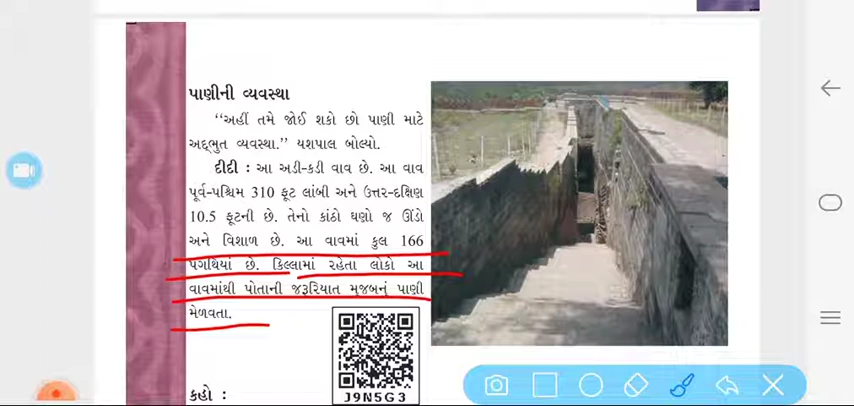 પાણીની વ્યવસ્થા
“અહીં તમે જોઈ શકો છો પાણી માટે
અદ્ભુત વ્યવસ્થા.” યશપાલ બોલ્યો.
દીદી : આ અડી-કડી વાવ છે. આ વાવ
પૂર્વ-પશ્ચિમ 310 ફૂટ લાંબી અને ઉત્તર-દક્ષિણ
10.5 ફૂટની છે. તેનો કાંઠો ઘણો જ ઊંડો
અને વિશાળ છે. આ વાવમાં કુલ 166
પગથિયાં છે. કિલ્લામાં રહેતા લોકો આ
વાવમાંથી પોતાની જરૂરિયાત મુજબનું પાણી
મેળવતા.
J9N5G3
કહો :